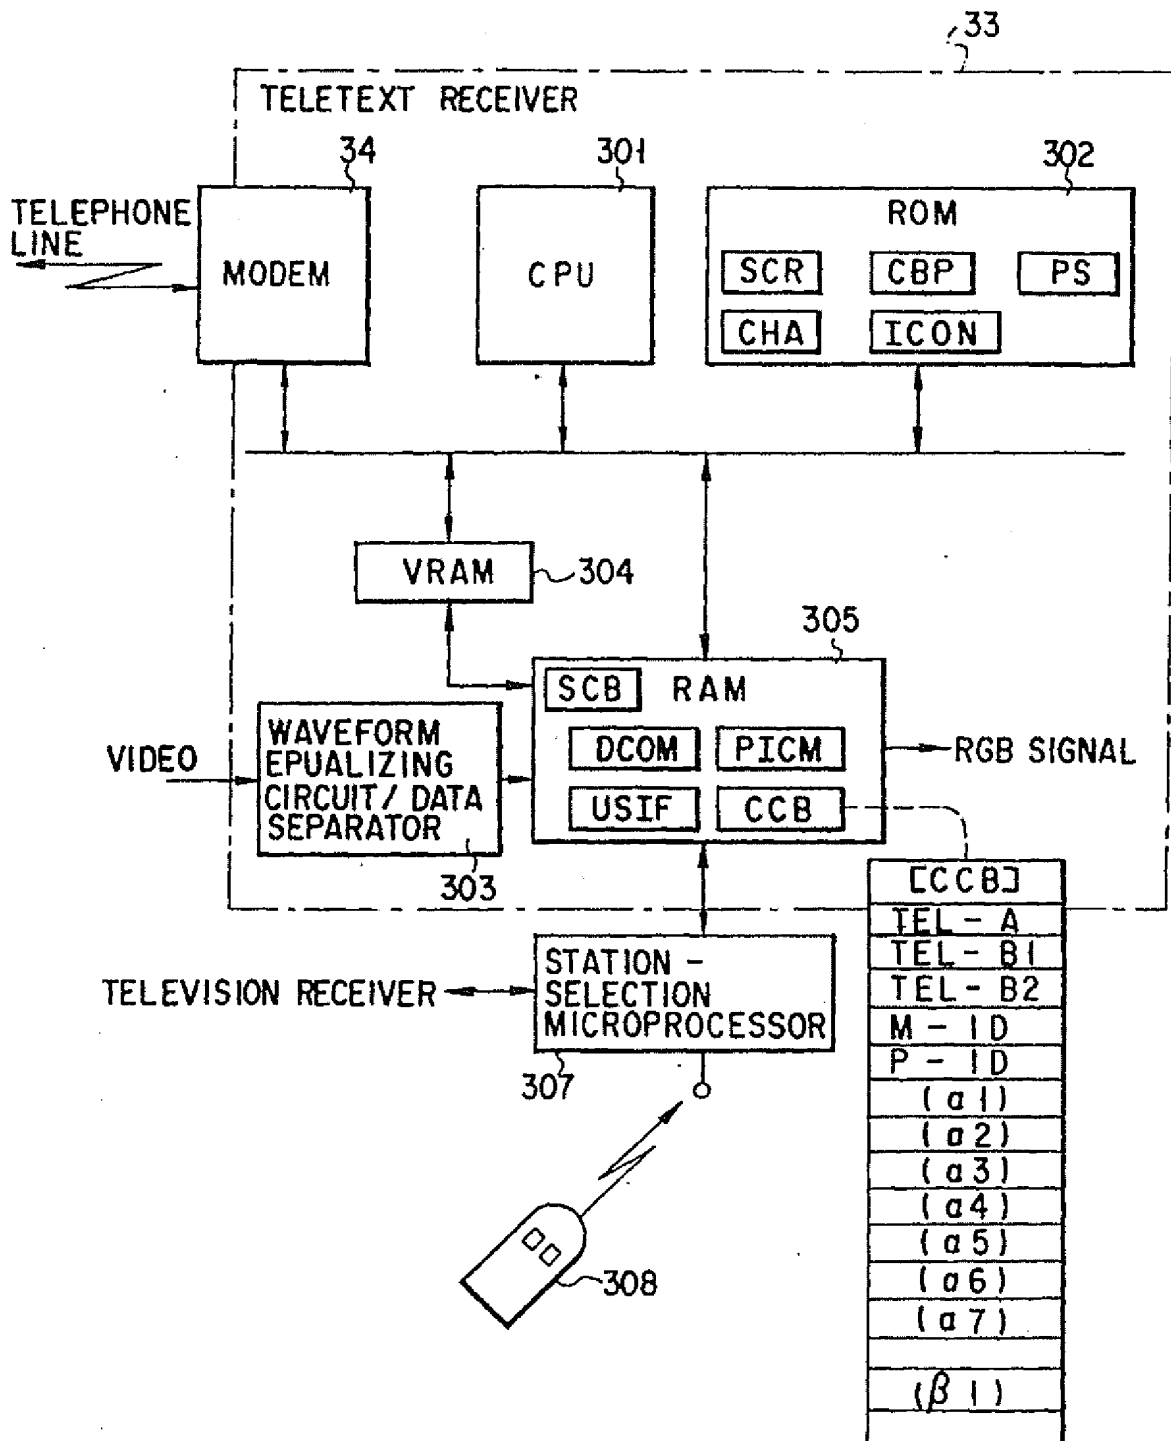 33
TELETEXT RECEIVER
34
301
302
TELEPHONE
LINE
MODEM
CPU
ROM
SCR
CBP
PS
CHA
ICON
VRAM
304
305
SCB
RAM
DCOM
PICM
USIF
CCB
RGB SIGNAL
VIDEO
WAVEFORM
EPUALIZING
CIRCUIT/DATA
SEPARATOR
303
[CCB]
TEL-A
TEL-B1
TEL-B2
M-ID
P-ID
(α1)
(α2)
(α3)
(α4)
(α5)
(α6)
(α7)
(β1)
TELEVISION RECEIVER
STATION-
SELECTION
MICROPROCESSOR
307
308